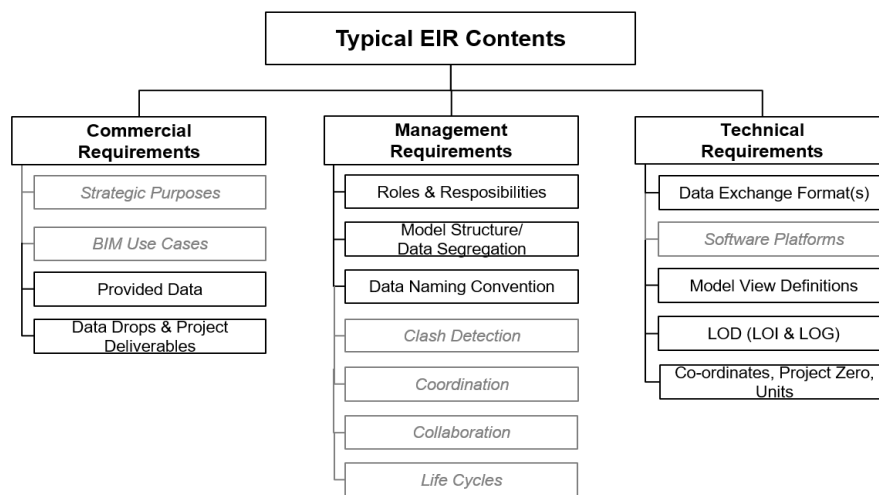 Typical EIR Contents
Commercial
Requirements
Strategic Purposes
BIM Use Cases
Provided Data
Data Drops & Project
Deliverables
Management
Requirements
Roles & Resposibilities
Model Structure/
Data Segregation
Data Naming Convention
Clash Detection
Coordination
Collaboration
Life Cycles
Technical
Requirements
Data Exchange Format(s)
Software Platforms
Model View Definitions
LOD (LOI & LOG)
Co-ordinates, Project Zero,
Units